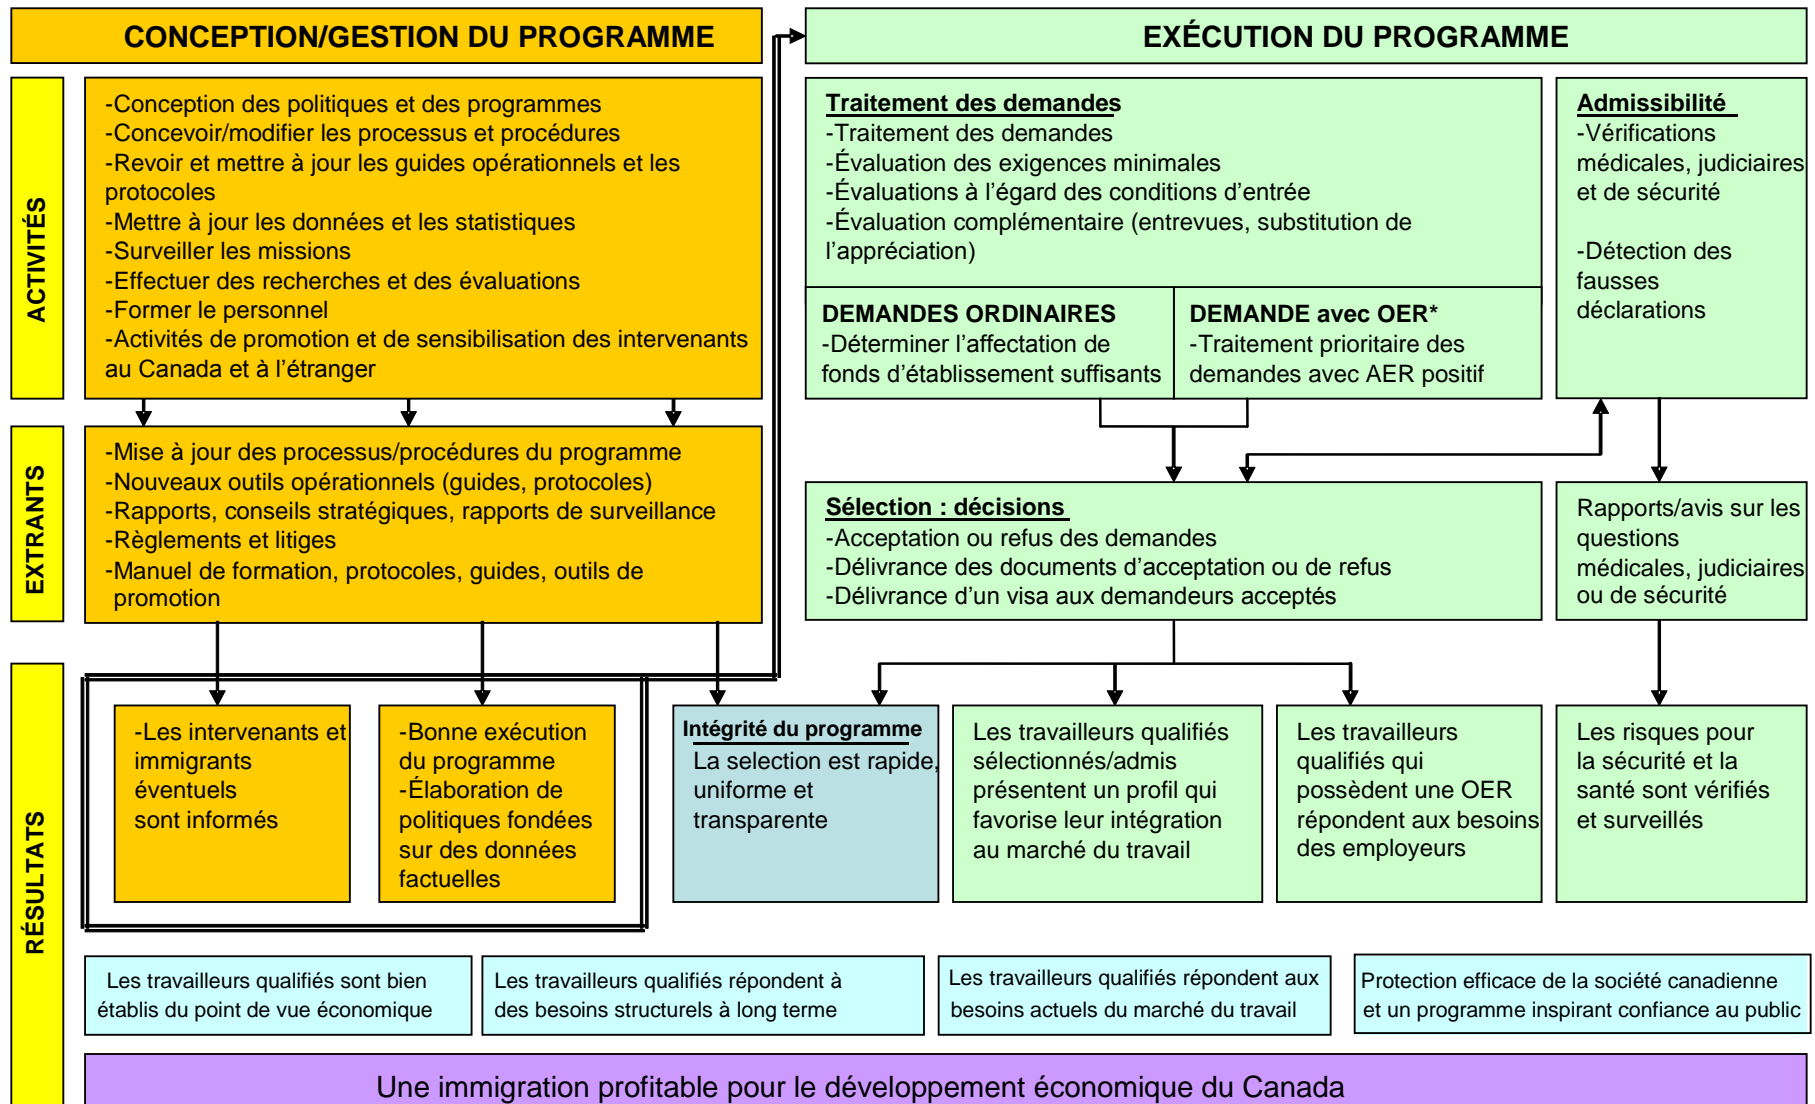 CONCEPTION/GESTION DU PROGRAMME
EXÉCUTION DU PROGRAMME
ACTIVITÉS
-Conception des politiques et des programmes
-Concevoir/modifier les processus et procédures
-Revoir et mettre à jour les guides opérationnels et les
protocoles
-Mettre à jour les données et les statistiques
-Surveiller les missions
-Effectuer des recherches et des évaluations
-Former le personnel
-Activités de promotion et de sensibilisation des intervenants
au Canada et à l’étranger
Traitement des demandes
-Traitement des demandes
-Évaluation des exigences minimales
-Évaluations à l’égard des conditions d’entrée
-Évaluation complémentaire (entrevues, substitution de
l’appréciation)
DEMANDES ORDINAIRES
-Déterminer l’affectation de
fonds d’établissement suffisants
DEMANDE avec OER*
-Traitement prioritaire des
demandes avec AER positif
Admissibilité
-Vérifications
médicales, judiciaires
et de sécurité
-Détection des
fausses
déclarations
EXTRANTS
-Mise à jour des processus/procédures du programme
-Nouveaux outils opérationnels (guides, protocoles)
-Rapports, conseils stratégiques, rapports de surveillance
-Règlements et litiges
-Manuel de formation, protocoles, guides, outils de
promotion
Sélection : décisions
-Acceptation ou refus des demandes
-Délivrance des documents d’acceptation ou de refus
-Délivrance d’un visa aux demandeurs acceptés
Rapports/avis sur les
questions
médicales, judiciaires
ou de sécurité
RÉSULTATS
-Les intervenants et
immigrants
éventuels
sont informés
-Bonne exécution
du programme
-Élaboration de
politiques fondées
sur des données
factuelles
Intégrité du programme
La selection est rapide,
uniforme et
transparente
Les travailleurs qualifiés
sélectionnés/admis
présentent un profil qui
favorise leur intégration
au marché du travail
Les travailleurs
qualifiés qui
possèdent une OER
répondent aux besoins
des employeurs
Les risques pour
la sécurité et la
santé sont vérifiés
et surveillés
Les travailleurs qualifiés sont bien
établis du point de vue économique
Les travailleurs qualifiés répondent à
des besoins structurels à long terme
Les travailleurs qualifiés répondent aux
besoins actuels du marché du travail
Protection efficace de la société canadienne
et un programme inspirant confiance au public
Une immigration profitable pour le développement économique du Canada